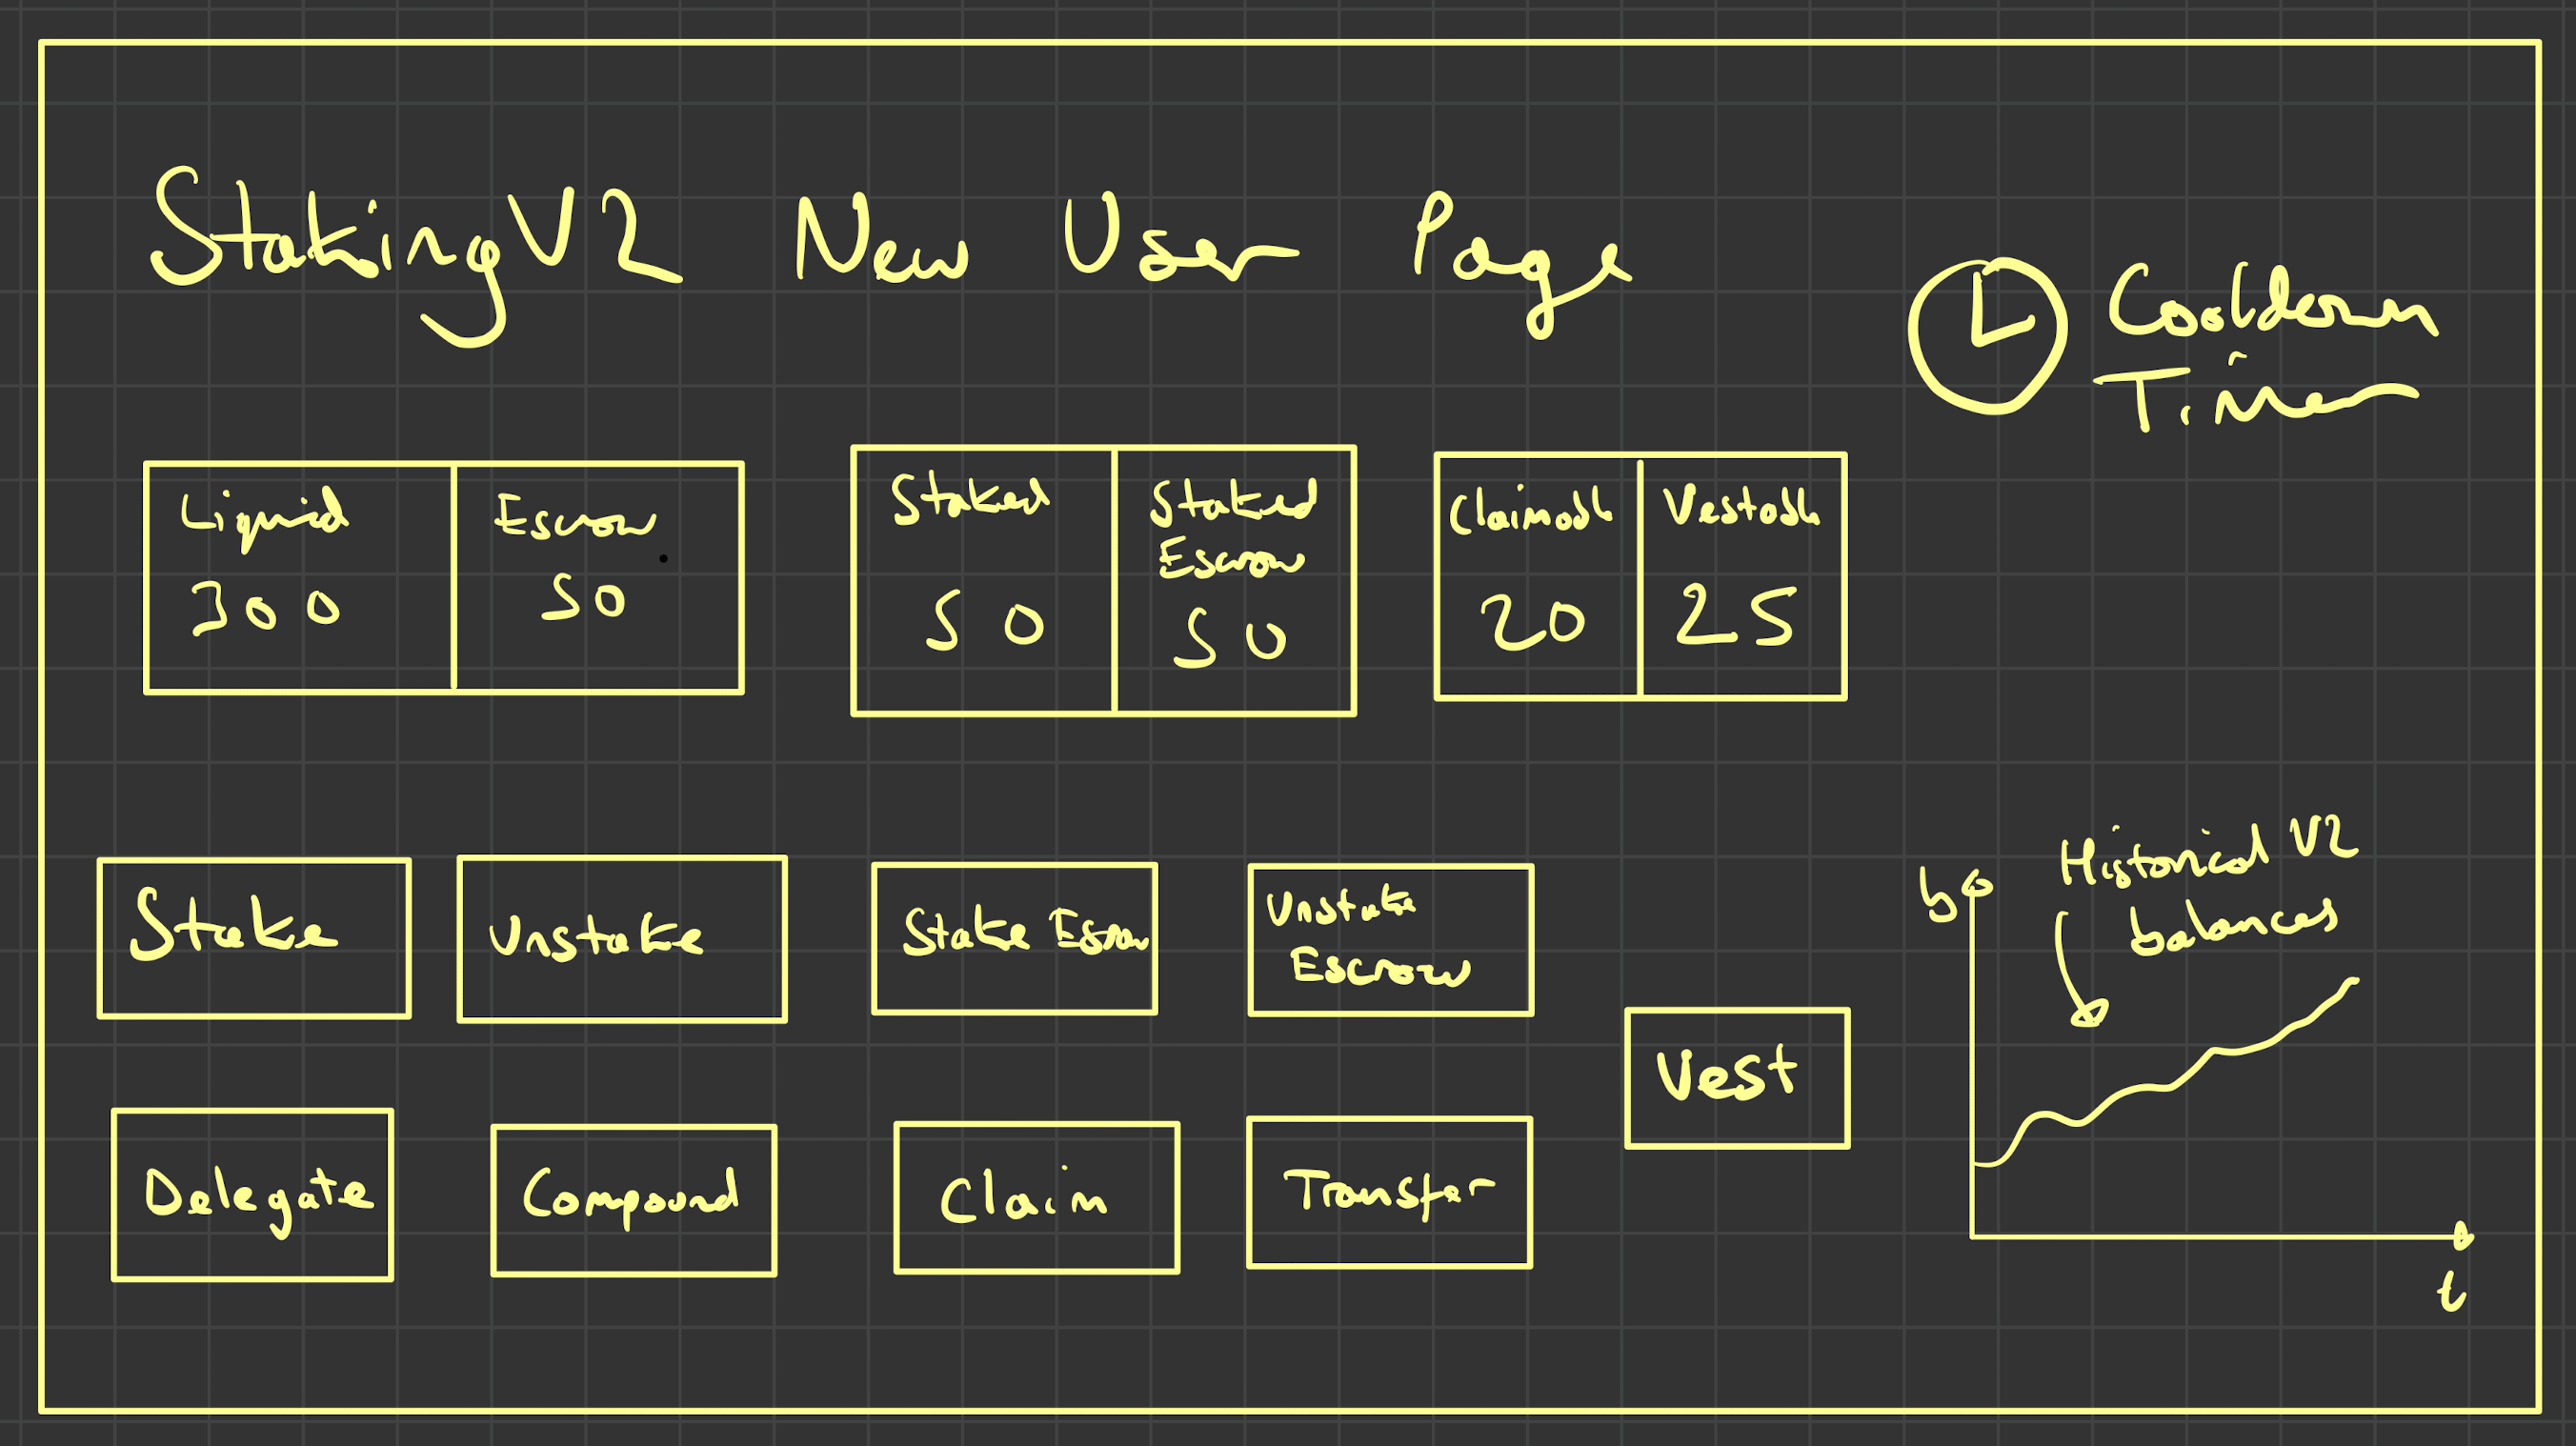 StakingV2 New User Page
Cooldown
Timer
Liquid
300
Escrow
50
Staked
50
Staked
Escrow
50
Claimable
20
Vestable
25
Stake
Unstake
Stake Escrow
Unstake
Escrow
Vest
Delegate
Compound
Claim
Transfer
Historical V2
balances
b
t